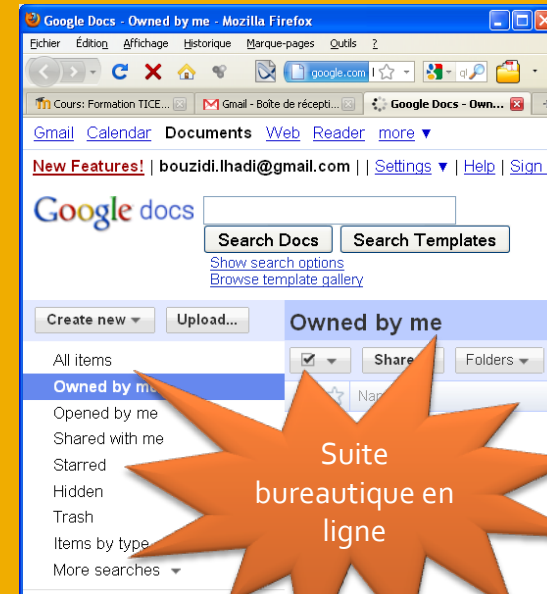 Google Docs - Owned by me - Mozilla Firefox
Fichier Édition Affichage Historique Marque-pages Outils ?
google.com
Cours: Formation TICE... Gmail - Boîte de récepti... Google Docs - Own...
Gmail Calendar Documents Web Reader more ▼
New Features! | bouzidi.lhadi@gmail.com | | Settings ▼ | Help | Sign
Google docs
Search Docs Search Templates
Show search options
Browse template gallery
Create new Upload... Owned by me
All items Share Folders
Owned by me
Opened by me
Shared with me
Starred
Hidden
Trash
Items by type
More searches
Suite
bureautique en
ligne